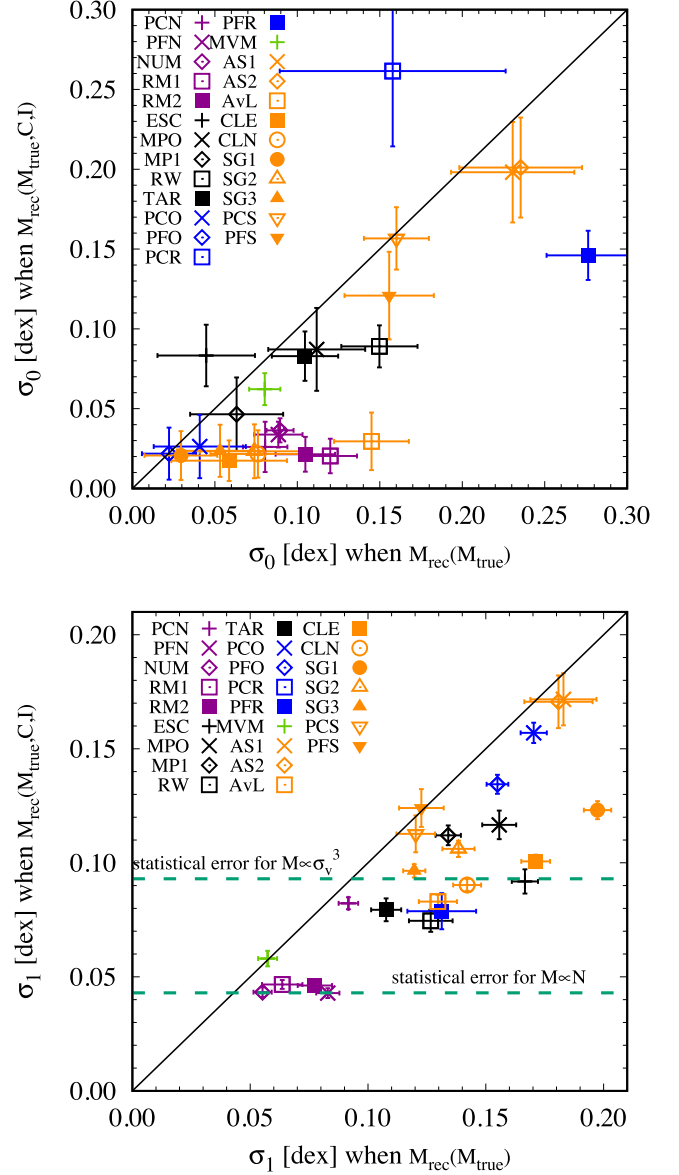 σ0 [dex] when Mrec(Mtrue,C,I)
0.30
0.25
0.20
0.15
0.10
0.05
0.00
PCN PFR
PFN MVM
NUM AS1
RM1 AS2
RM2 AvL
ESC CLE
MPO CLN
MP1 SG1
RW SG2
TAR SG3
PCO PCS
PFO PFS
PCR
0.00 0.05 0.10 0.15 0.20 0.25 0.30
σ0 [dex] when Mrec(Mtrue)
σ1 [dex] when Mrec(Mtrue,C,I)
0.20
0.15
0.10
0.05
0.00
PCN TAR CLE
PFN PCO CLN
NUM PFO SG1
RM1 PCR SG2
RM2 PFR SG3
ESC MVM PCS
MPO AS1 PFS
MP1 AS2
RW AvL
statistical error for M∝σv^3
statistical error for M∝N
0.00 0.05 0.10 0.15 0.20
σ1 [dex] when Mrec(Mtrue)